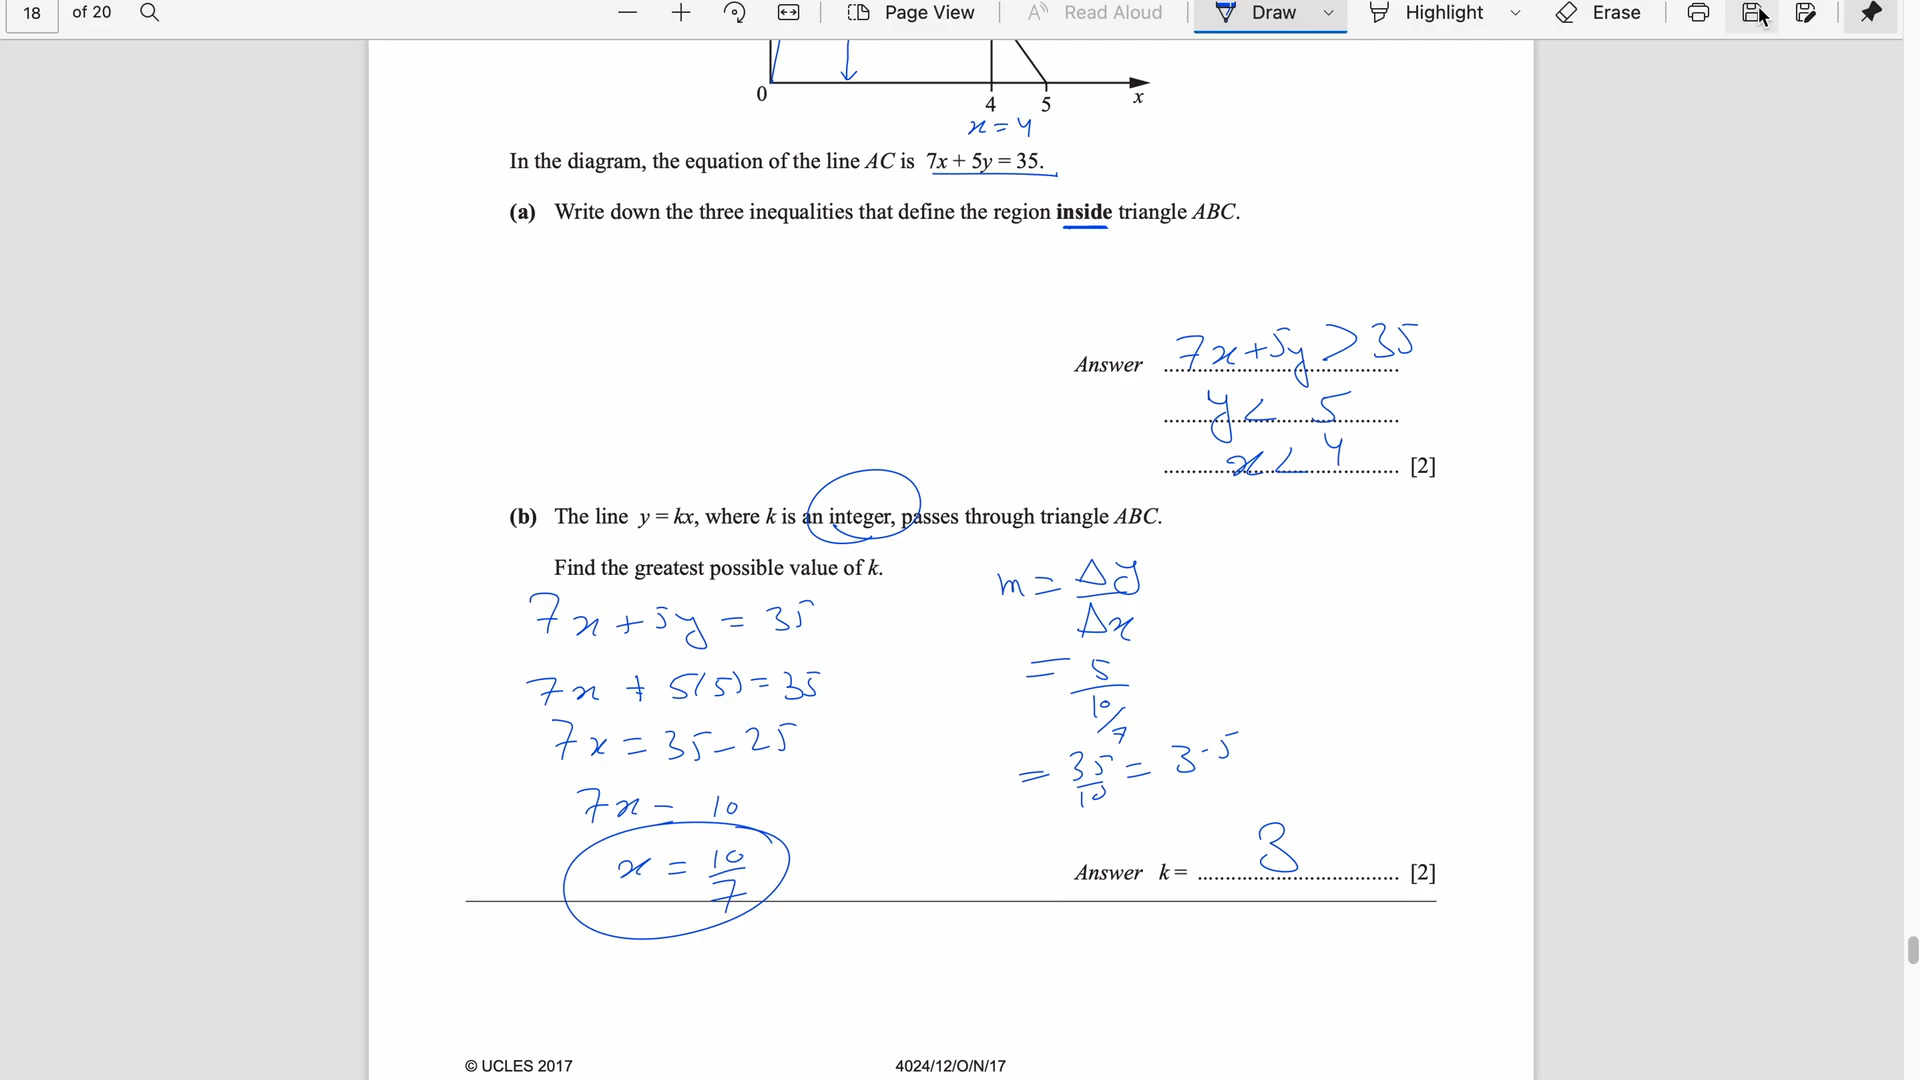 18 of 20 Page View Read Aloud Draw Highlight Erase
0 4 5 x
x = 4
In the diagram, the equation of the line AC is 7x + 5y = 35.
(a) Write down the three inequalities that define the region inside triangle ABC.
Answer 7x+5y > 35
y < 5
x < 4 [2]
(b) The line y = kx, where k is an integer, passes through triangle ABC.
Find the greatest possible value of k.
7x + 5y = 35
7x + 5(5) = 35
7x = 35 - 25
7x = 10
x = 10/7
m = Δy/Δx
= 5/10/7
= 35/10 = 3.5
Answer k = 3 [2]
© UCLES 2017 4024/12/O/N/17